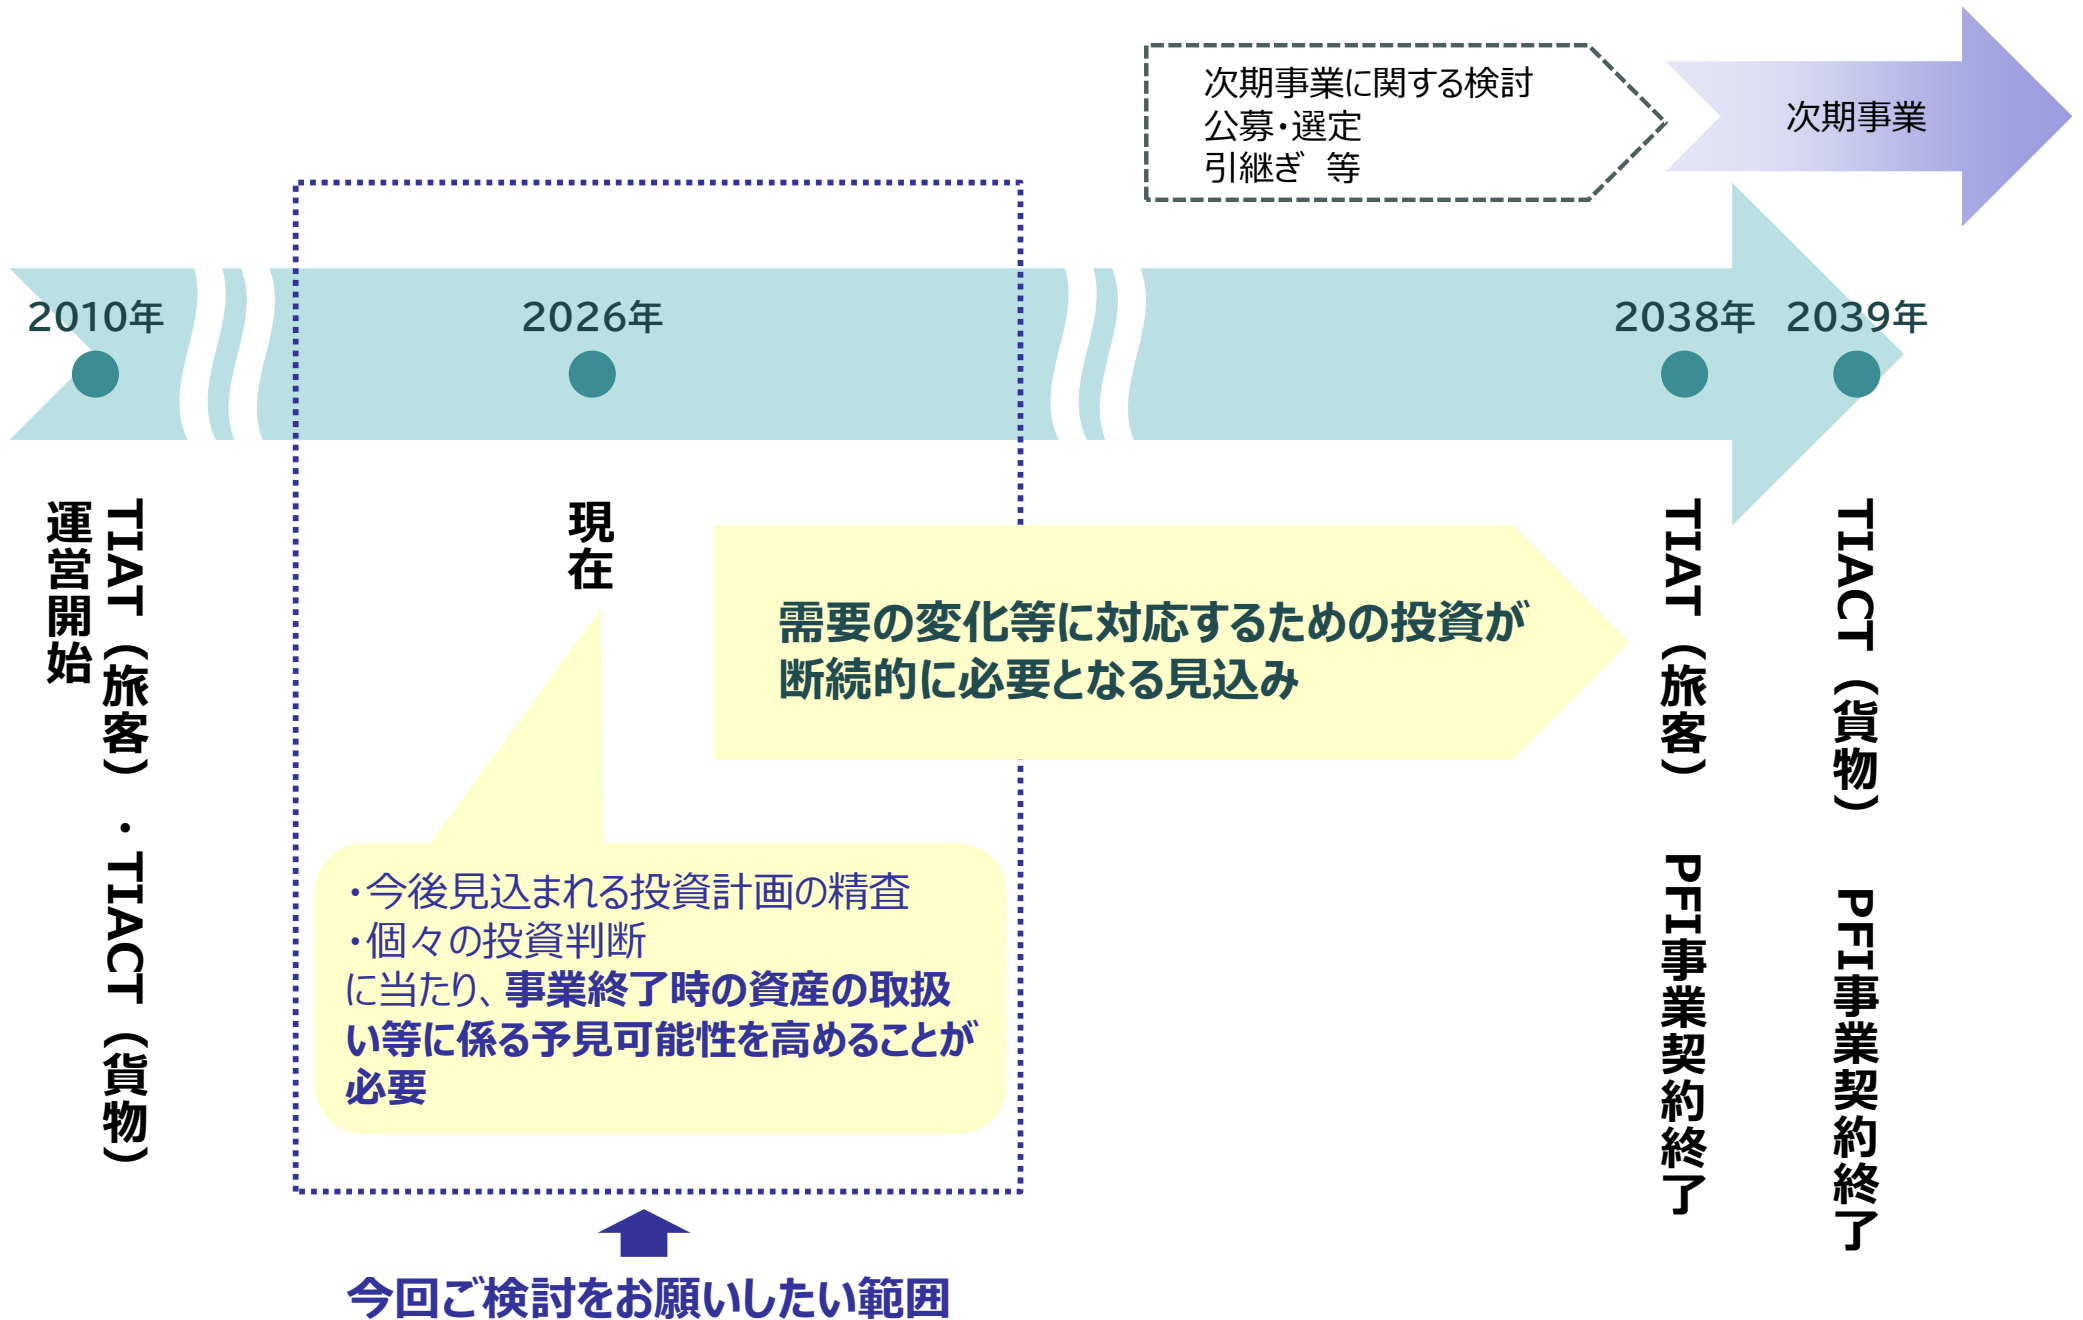 次期事業に関する検討
公募・選定
引継ぎ　等
次期事業
2010年
2026年
2038年
2039年
TIAT（旅客）・TIACT（貨物）
運営開始
現在
需要の変化等に対応するための投資が
断続的に必要となる見込み
TIAT（旅客）　PFI事業契約終了
TIACT（貨物）　PFI事業契約終了
・今後見込まれる投資計画の精査
・個々の投資判断
に当たり、事業終了時の資産の取扱
い等に係る予見可能性を高めることが
必要
今回ご検討をお願いしたい範囲